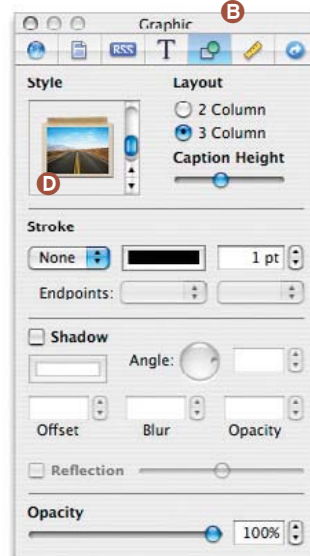 Graphic
B
RSS T
Style Layout
2 Column
3 Column
D
Caption Height
Stroke
None 1 pt
Endpoints:
Shadow
Angle:
Offset Blur Opacity
Reflection
Opacity
100%